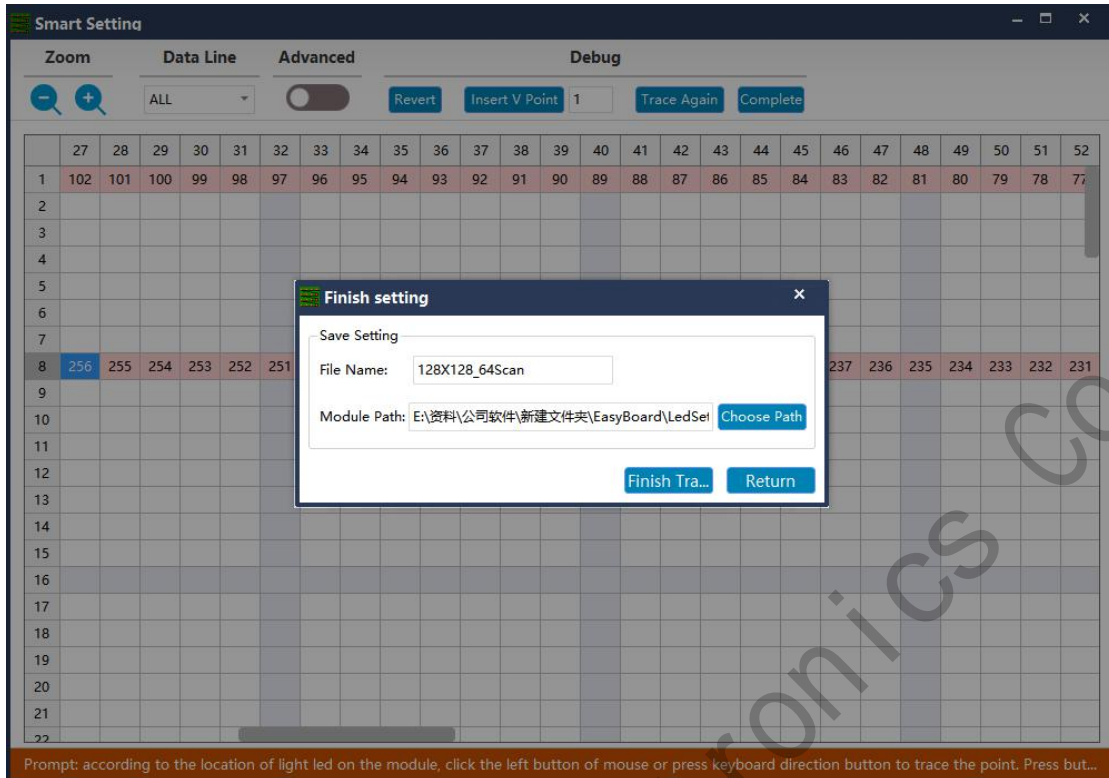 Smart Setting
Zoom Data Line Advanced Debug
ALL Revert Insert V Point 1 Trace Again Complete
27 28 29 30 31 32 33 34 35 36 37 38 39 40 41 42 43 44 45 46 47 48 49 50 51 52
1 102 101 100 99 98 97 96 95 94 93 92 91 90 89 88 87 86 85 84 83 82 81 80 79 78 77
2
3
4
5
6
7
8 256 255 254 253 252 251 237 236 235 234 233 232 231
9
10
11
12
13
14
15
16
17
18
19
20
21
22
Finish setting
Save Setting
File Name: 128X128_64Scan
Module Path: E:\资料\公司软件\新建文件夹\EasyBoard\LedSet Choose Path
Finish Tra... Return
Prompt: according to the location of light led on the module, click the left button of mouse or press keyboard direction button to trace the point. Press but...
ronics Co